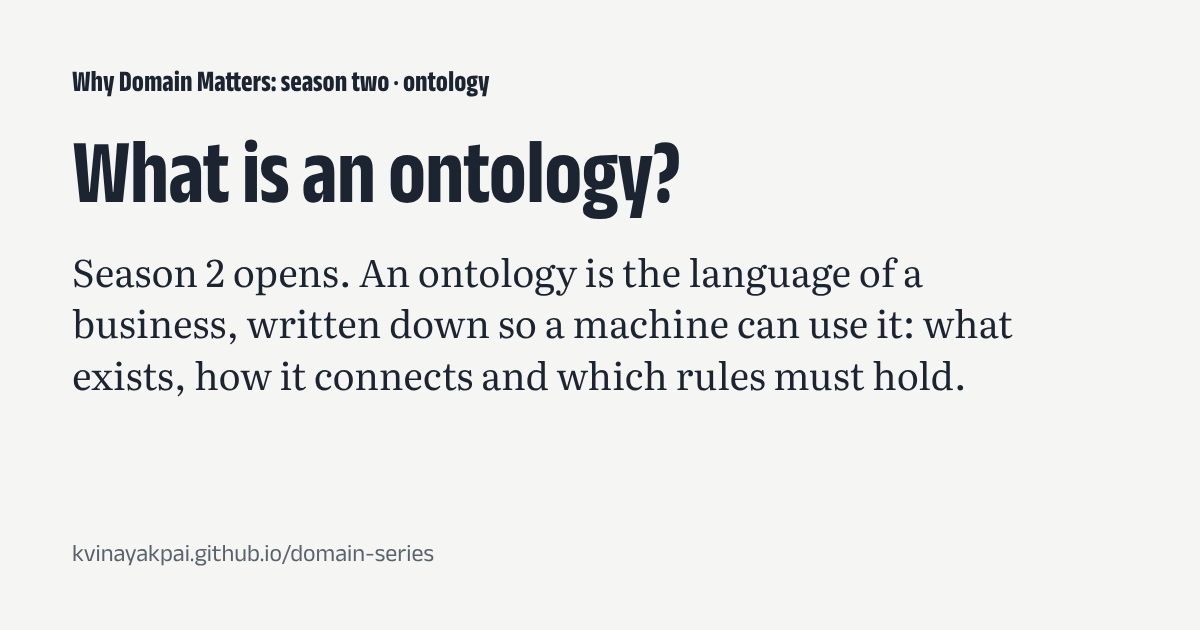 Why Domain Matters: season two · ontology
What is an ontology?
Season 2 opens. An ontology is the language of a
business, written down so a machine can use it: what
exists, how it connects and which rules must hold.
kvinayakpai.github.io/domain-series